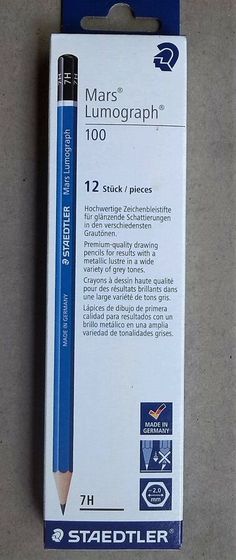 7H
7H
Mars® Lumograph
STAEDTLER
MADE IN GERMANY
Mars®
Lumograph®
100
12 Stück / pieces
Hochwertige Zeichenbleistifte
für glänzende Schattierungen
in den verschiedensten
Grautönen.
Premium-quality drawing
pencils for results with a
metallic lustre in a wide
variety of grey tones.
Crayons à dessin haute qualité
pour des résultats brillants dans
une large variété de tons gris.
Lápices de dibujo de primera
calidad para resultados con un
brillo metálico en una amplia
variedad de tonalidades grises.
MADE IN
GERMANY
~ 2.0
mm
7H
STAEDTLER